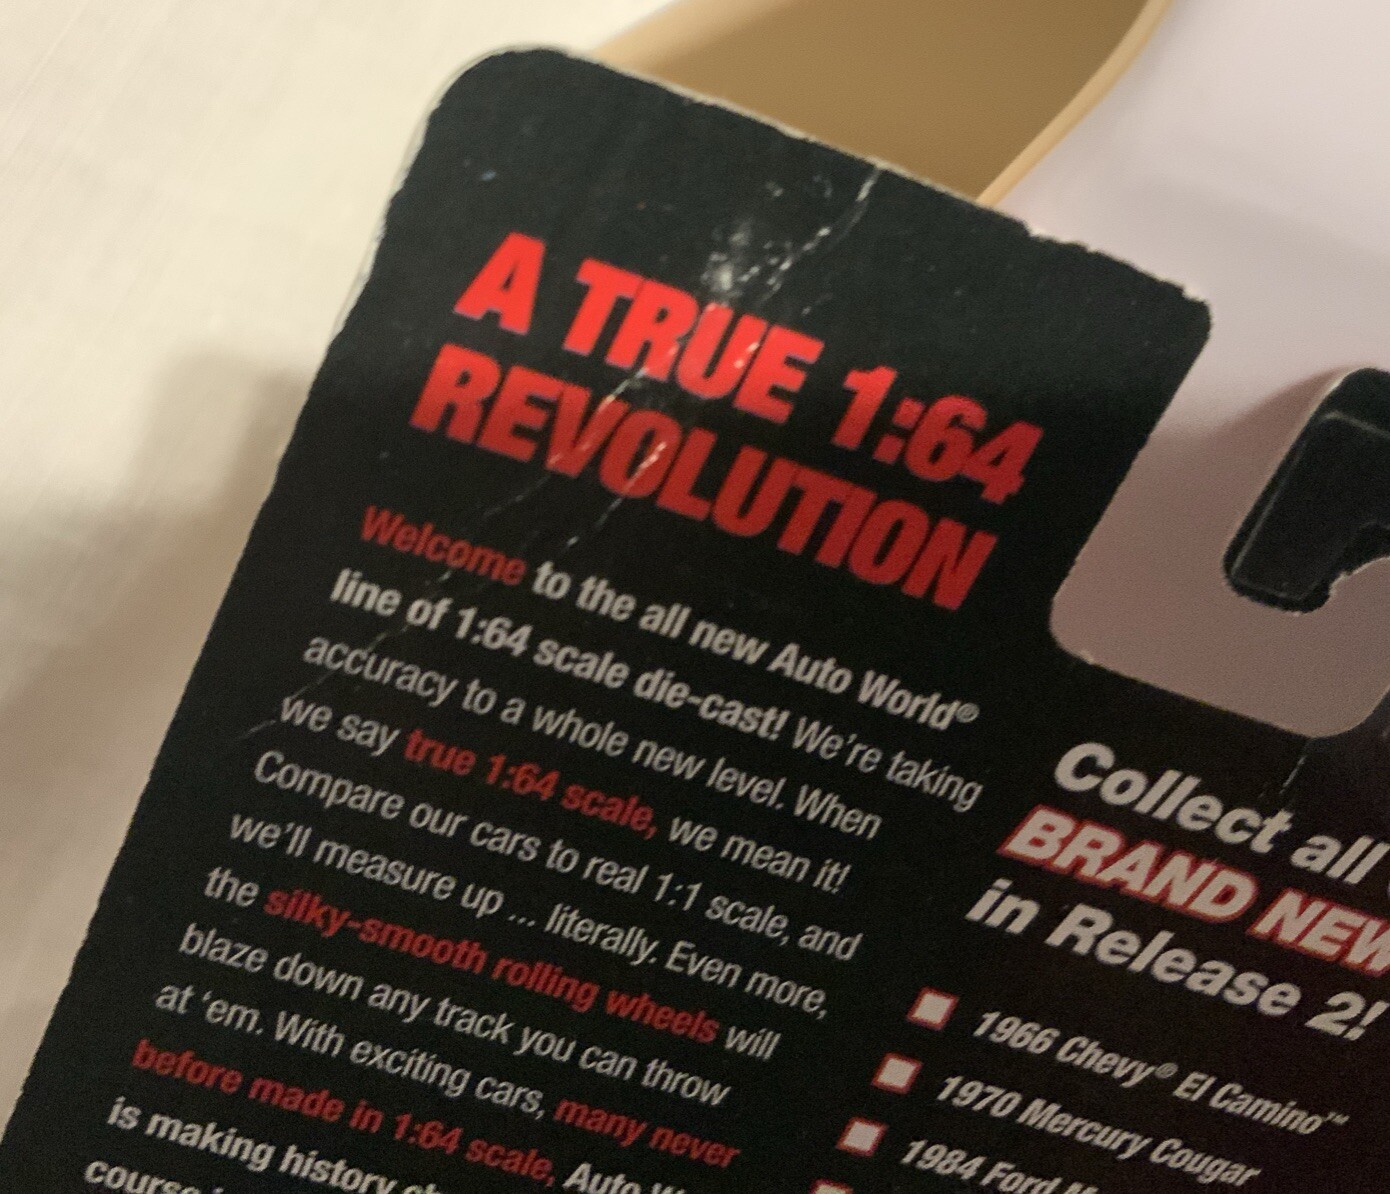 A TRUE 1:64
REVOLUTION
Welcome to the all new Auto World®
line of 1:64 scale die-cast! We're taking
accuracy to a whole new level. When
we say true 1:64 scale, we mean it!
Compare our cars to real 1:1 scale, and
we'll measure up ... literally. Even more,
the silky-smooth rolling wheels will
blaze down any track you can throw
at ‘em. With exciting cars, many never
before made in 1:64 scale, Auto
is making history
course
Collect all
BRAND NEW
in Release 2!
1966 Chevy® El Camino™
1970 Mercury Cougar
1984 Ford